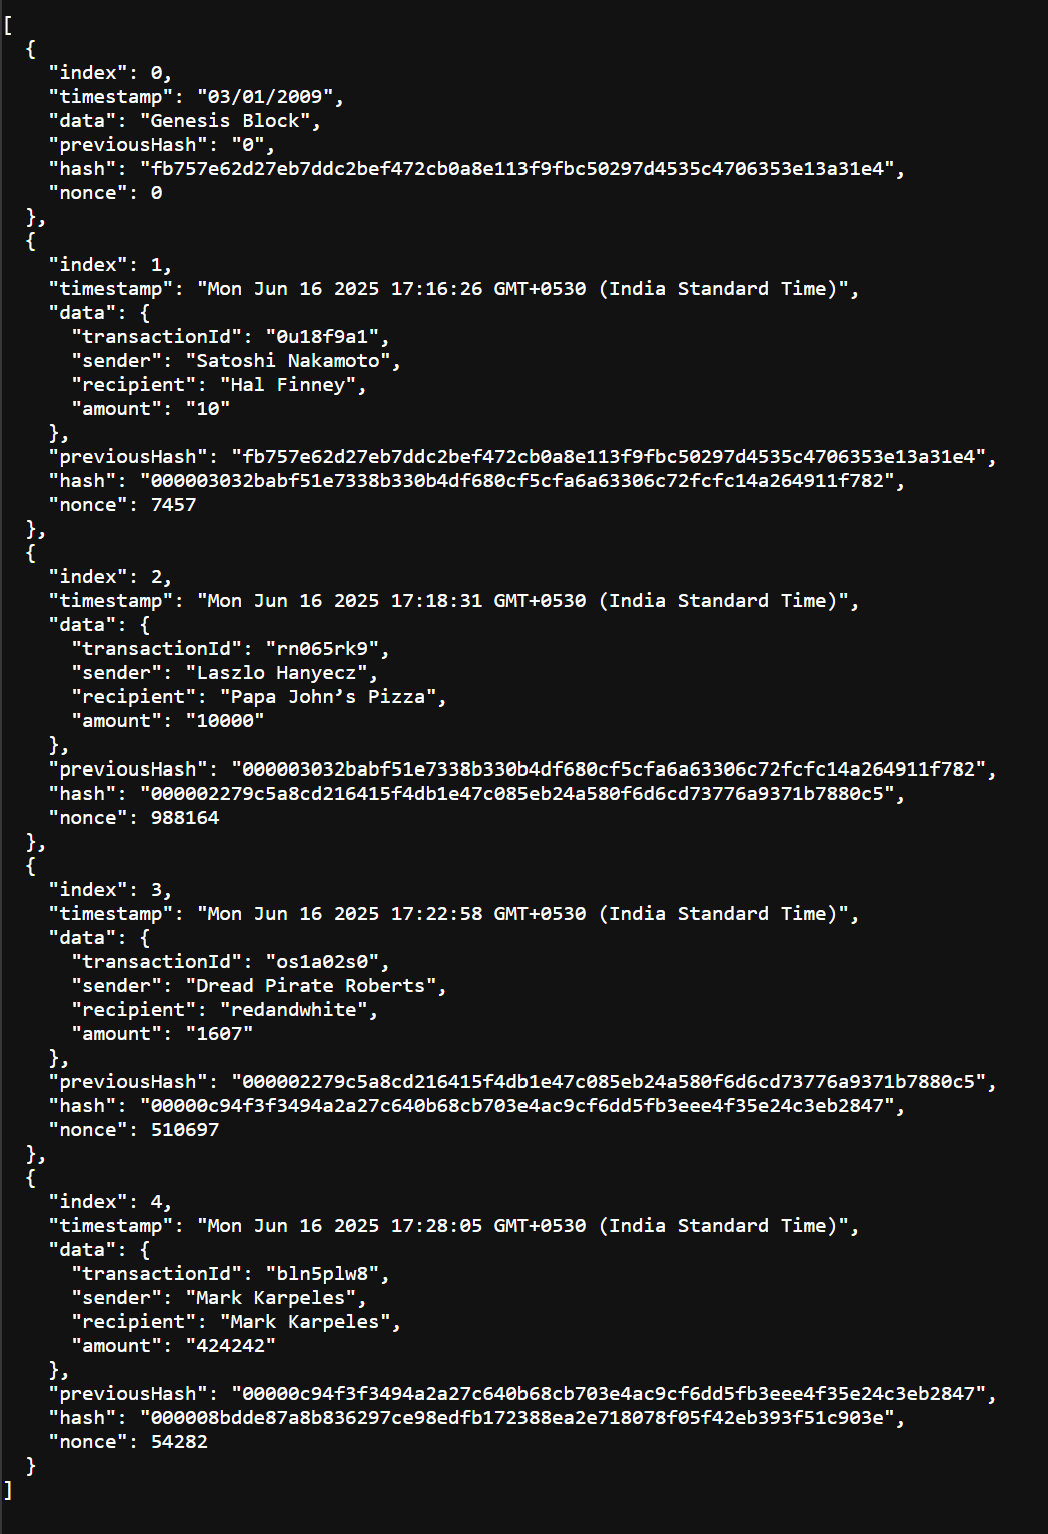 [
  {
    "index": 0,
    "timestamp": "03/01/2009",
    "data": "Genesis Block",
    "previousHash": "0",
    "hash": "fb757e62d27eb7ddc2bef472cb0a8e113f9fbc50297d4535c4706353e13a31e4",
    "nonce": 0
  },
  {
    "index": 1,
    "timestamp": "Mon Jun 16 2025 17:16:26 GMT+0530 (India Standard Time)",
    "data": {
      "transactionId": "0u18f9a1",
      "sender": "Satoshi Nakamoto",
      "recipient": "Hal Finney",
      "amount": "10"
    },
    "previousHash": "fb757e62d27eb7ddc2bef472cb0a8e113f9fbc50297d4535c4706353e13a31e4",
    "hash": "000003032babf51e7338b330b4df680cf5cfa6a63306c72fcfc14a264911f782",
    "nonce": 7457
  },
  {
    "index": 2,
    "timestamp": "Mon Jun 16 2025 17:18:31 GMT+0530 (India Standard Time)",
    "data": {
      "transactionId": "rn065rk9",
      "sender": "Laszlo Hanyecz",
      "recipient": "Papa John’s Pizza",
      "amount": "10000"
    },
    "previousHash": "000003032babf51e7338b330b4df680cf5cfa6a63306c72fcfc14a264911f782",
    "hash": "000002279c5a8cd216415f4db1e47c085eb24a580f6d6cd73776a9371b7880c5",
    "nonce": 988164
  },
  {
    "index": 3,
    "timestamp": "Mon Jun 16 2025 17:22:58 GMT+0530 (India Standard Time)",
    "data": {
      "transactionId": "os1a02s0",
      "sender": "Dread Pirate Roberts",
      "recipient": "redandwhite",
      "amount": "1607"
    },
    "previousHash": "000002279c5a8cd216415f4db1e47c085eb24a580f6d6cd73776a9371b7880c5",
    "hash": "00000c94f3f3494a2a27c640b68cb703e4ac9cf6dd5fb3eee4f35e24c3eb2847",
    "nonce": 510697
  },
  {
    "index": 4,
    "timestamp": "Mon Jun 16 2025 17:28:05 GMT+0530 (India Standard Time)",
    "data": {
      "transactionId": "bln5plw8",
      "sender": "Mark Karpeles",
      "recipient": "Mark Karpeles",
      "amount": "424242"
    },
    "previousHash": "00000c94f3f3494a2a27c640b68cb703e4ac9cf6dd5fb3eee4f35e24c3eb2847",
    "hash": "000008bdde87a8b836297ce98edfb172388ea2e718078f05f42eb393f51c903e",
    "nonce": 54282
  }
]